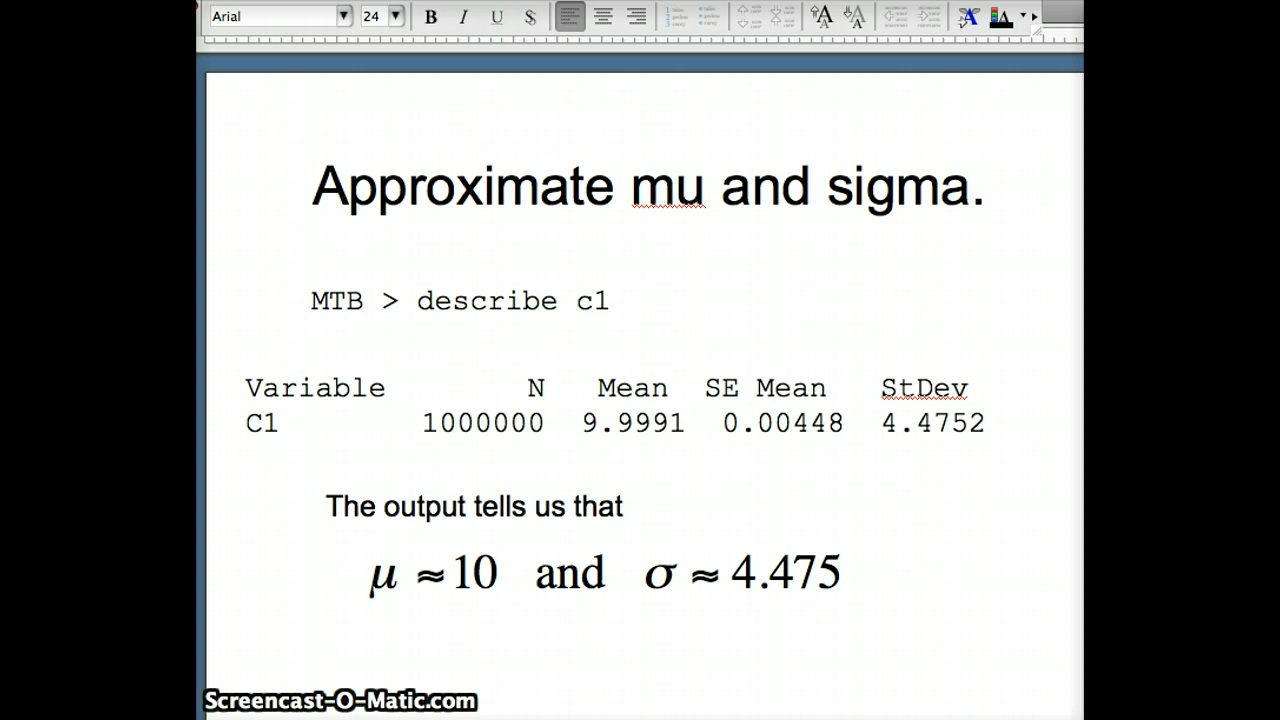 Arial 24 B I U S
Approximate mu and sigma.
MTB > describe c1
Variable N Mean SE Mean StDev
C1 1000000 9.9991 0.00448 4.4752
The output tells us that
μ ≈ 10 and σ ≈ 4.475
Screencast-O-Matic.com